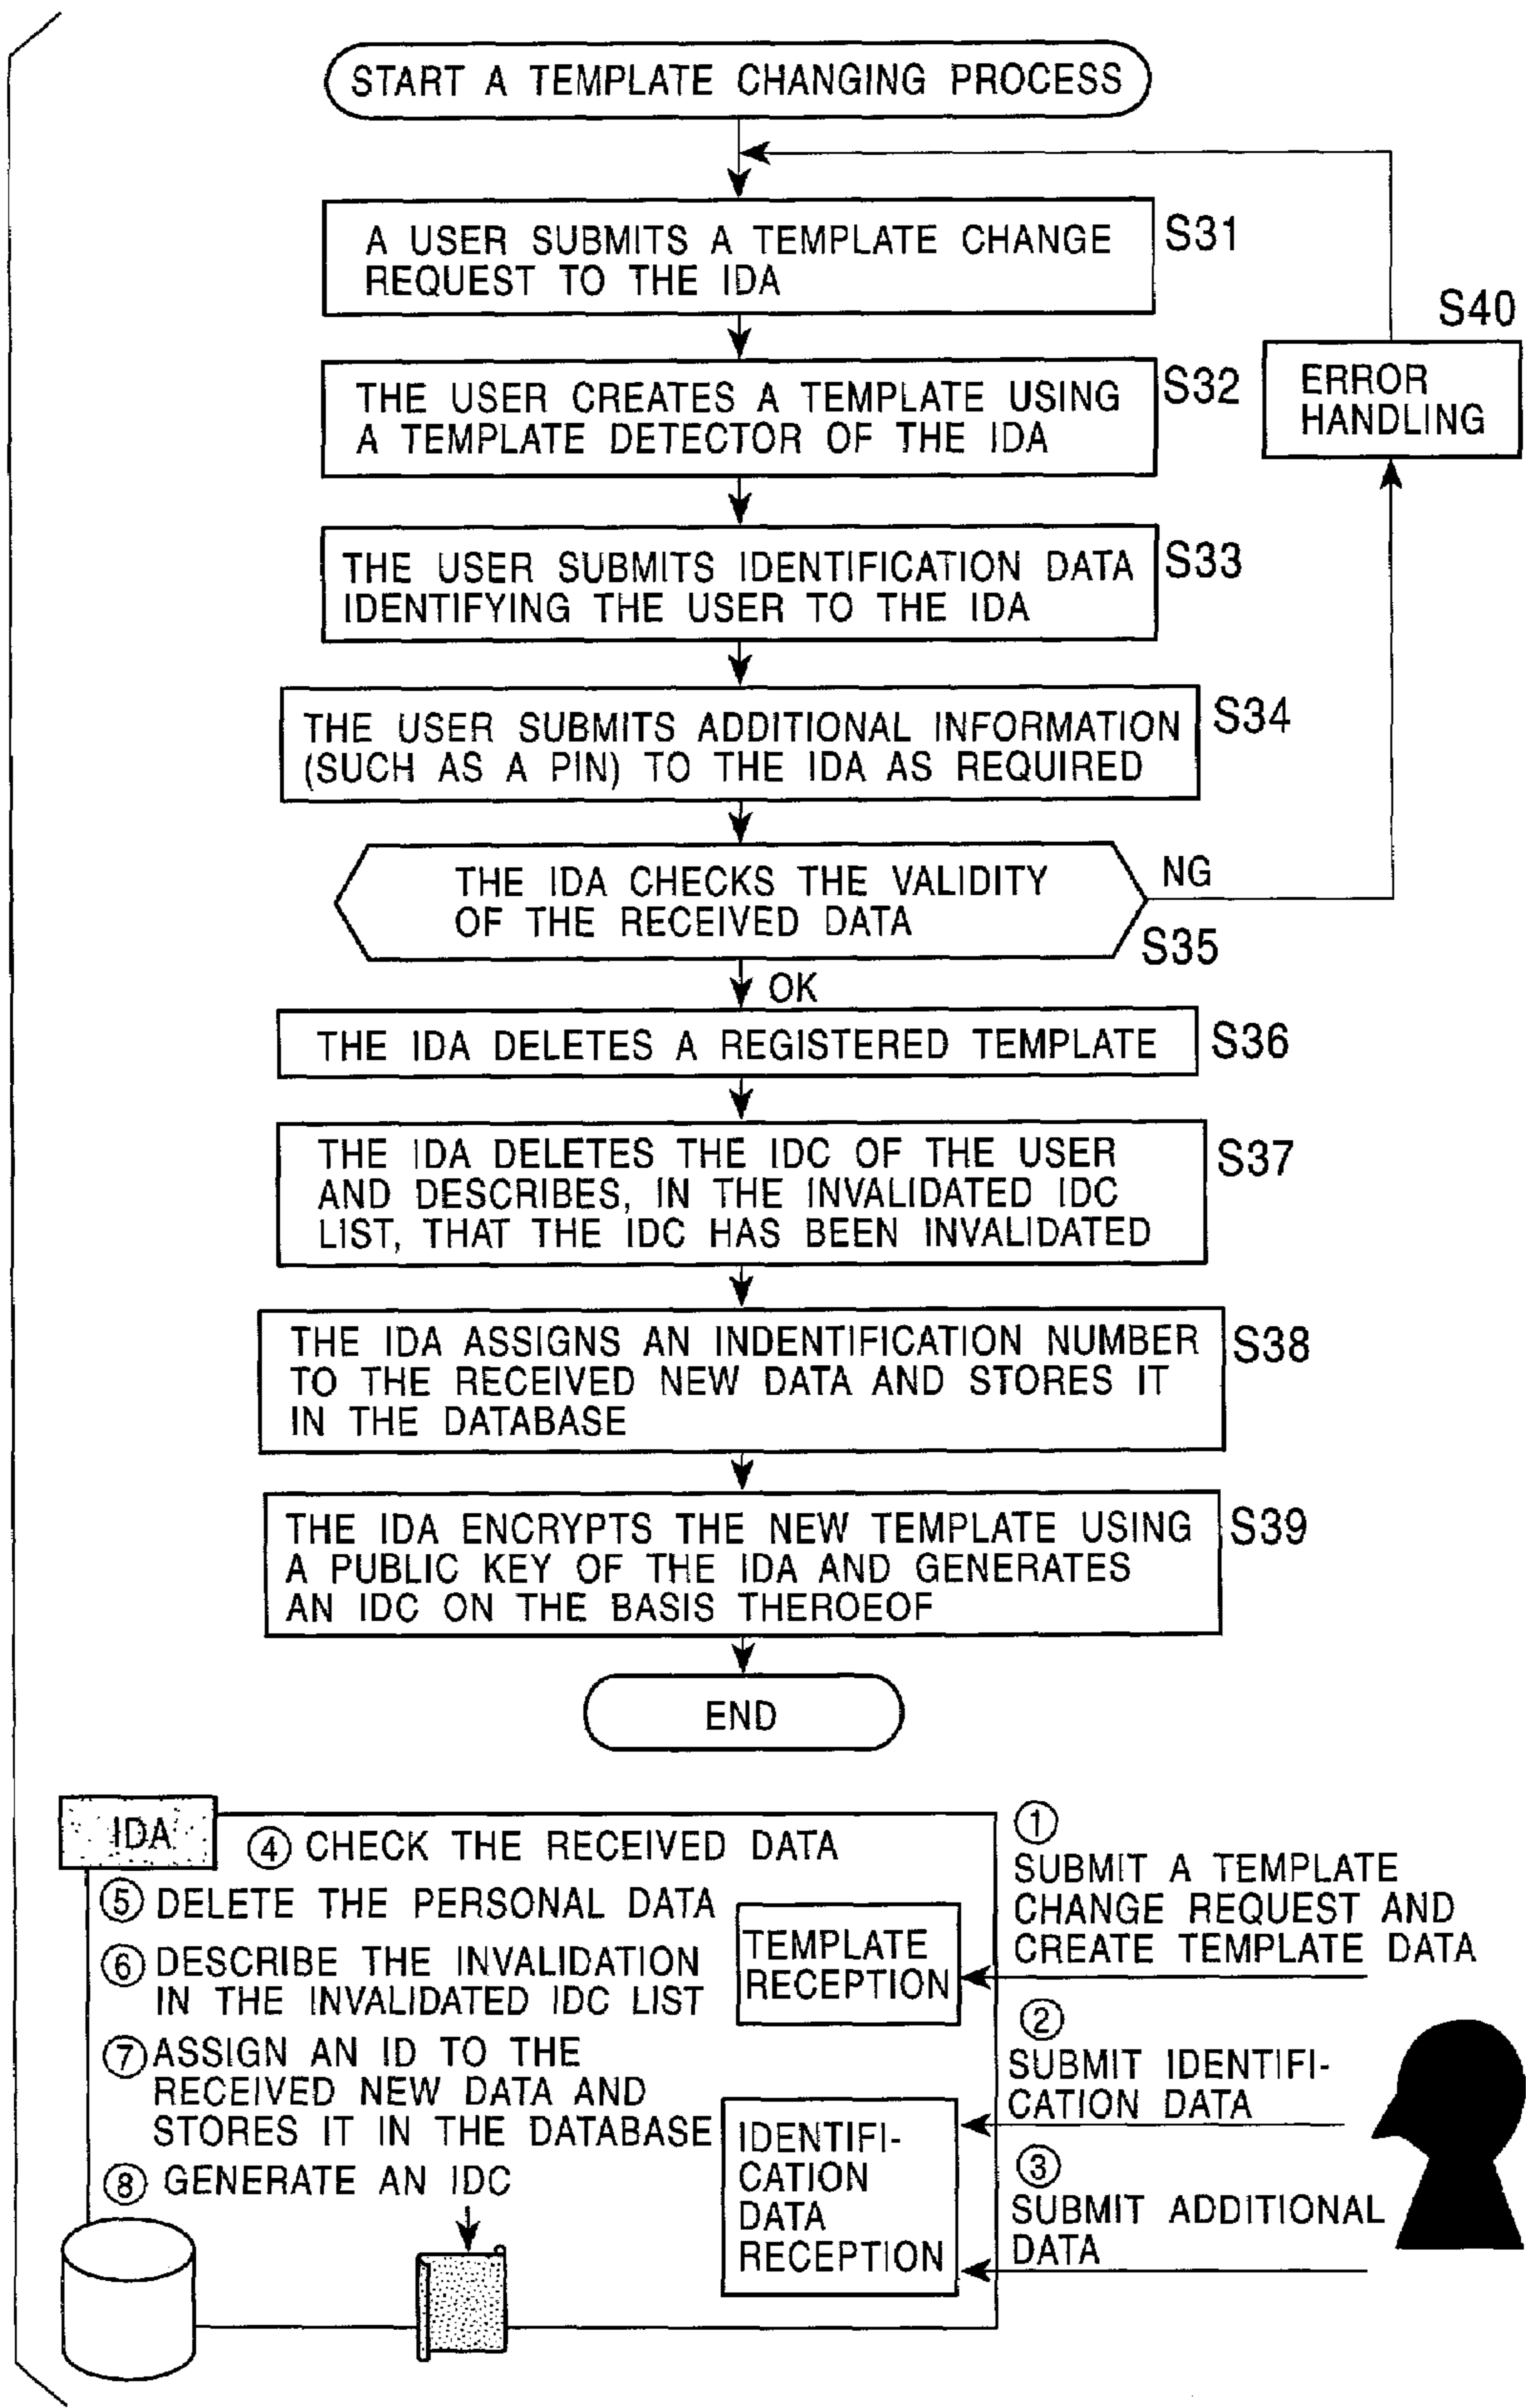 START A TEMPLATE CHANGING PROCESS
A USER SUBMITS A TEMPLATE CHANGE
REQUEST TO THE IDA
S31
S40
ERROR
HANDLING
THE USER CREATES A TEMPLATE USING
A TEMPLATE DETECTOR OF THE IDA
S32
THE USER SUBMITS IDENTIFICATION DATA
IDENTIFYING THE USER TO THE IDA
S33
THE USER SUBMITS ADDITIONAL INFORMATION
(SUCH AS A PIN) TO THE IDA AS REQUIRED
S34
THE IDA CHECKS THE VALIDITY
OF THE RECEIVED DATA
NG
S35
OK
THE IDA DELETES A REGISTERED TEMPLATE
S36
THE IDA DELETES THE IDC OF THE USER
AND DESCRIBES, IN THE INVALIDATED IDC
LIST, THAT THE IDC HAS BEEN INVALIDATED
S37
THE IDA ASSIGNS AN INDENTIFICATION NUMBER
TO THE RECEIVED NEW DATA AND STORES IT
IN THE DATABASE
S38
THE IDA ENCRYPTS THE NEW TEMPLATE USING
A PUBLIC KEY OF THE IDA AND GENERATES
AN IDC ON THE BASIS THEROEOF
S39
END
IDA
④ CHECK THE RECEIVED DATA
⑤ DELETE THE PERSONAL DATA
⑥ DESCRIBE THE INVALIDATION
IN THE INVALIDATED IDC LIST
⑦ ASSIGN AN ID TO THE
RECEIVED NEW DATA AND
STORES IT IN THE DATABASE
⑧ GENERATE AN IDC
TEMPLATE
RECEPTION
IDENTIFI-
CATION
DATA
RECEPTION
①
SUBMIT A TEMPLATE
CHANGE REQUEST AND
CREATE TEMPLATE DATA
②
SUBMIT IDENTIFI-
CATION DATA
③
SUBMIT ADDITIONAL
DATA